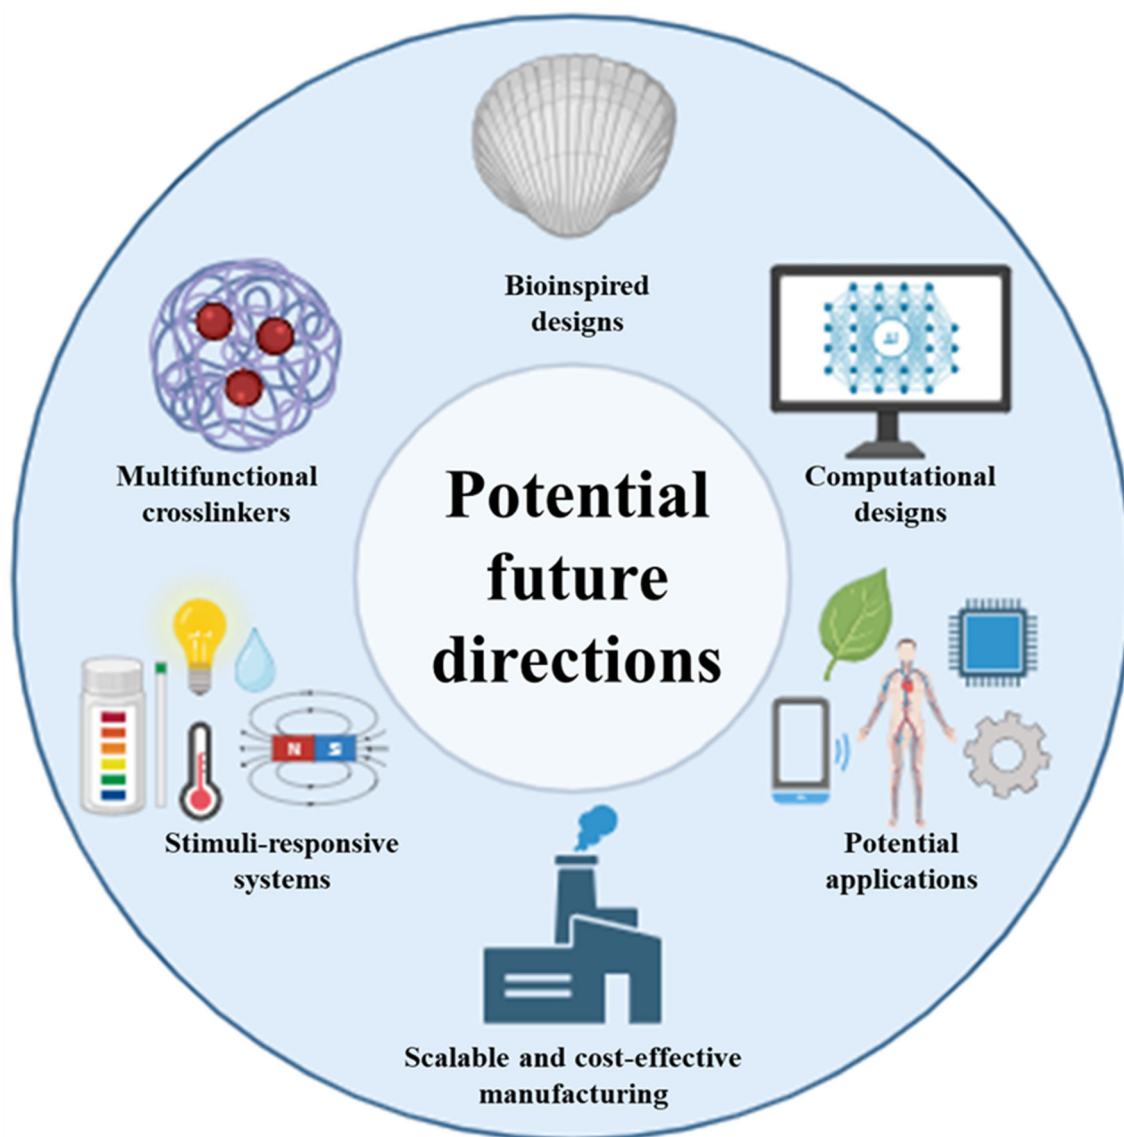 Bioinspired
designs
Multifunctional
crosslinkers
Computational
designs
Potential
future
directions
N S
Stimuli-responsive
systems
Potential
applications
Scalable and cost-effective
manufacturing